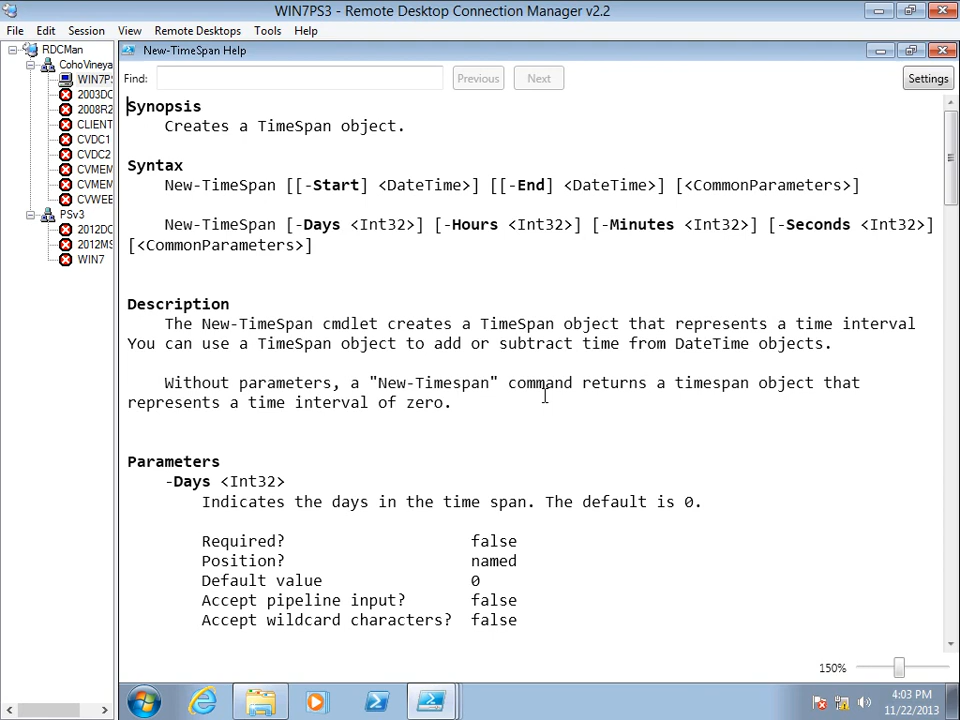 WIN7PS3 - Remote Desktop Connection Manager v2.2
File Edit Session View Remote Desktops Tools Help
RDCMan
CohoVineya
WIN7PS
2003DC
2008R2
CLIENT
CVDC1
CVDC2
CVMEM
CVMEM
CVWEE
PSv3
2012DC
2012MS
WIN7
New-TimeSpan Help
Find: Previous Next Settings
Synopsis
Creates a TimeSpan object.
Syntax
New-TimeSpan [[-Start] <DateTime>] [[-End] <DateTime>] [<CommonParameters>]
New-TimeSpan [-Days <Int32>] [-Hours <Int32>] [-Minutes <Int32>] [-Seconds <Int32>]
[<CommonParameters>]
Description
The New-TimeSpan cmdlet creates a TimeSpan object that represents a time interval
You can use a TimeSpan object to add or subtract time from DateTime objects.
Without parameters, a "New-Timespan" command returns a timespan object that
represents a time interval of zero.
Parameters
-Days <Int32>
Indicates the days in the time span. The default is 0.
Required? false
Position? named
Default value 0
Accept pipeline input? false
Accept wildcard characters? false
150%
4:03 PM
11/22/2013